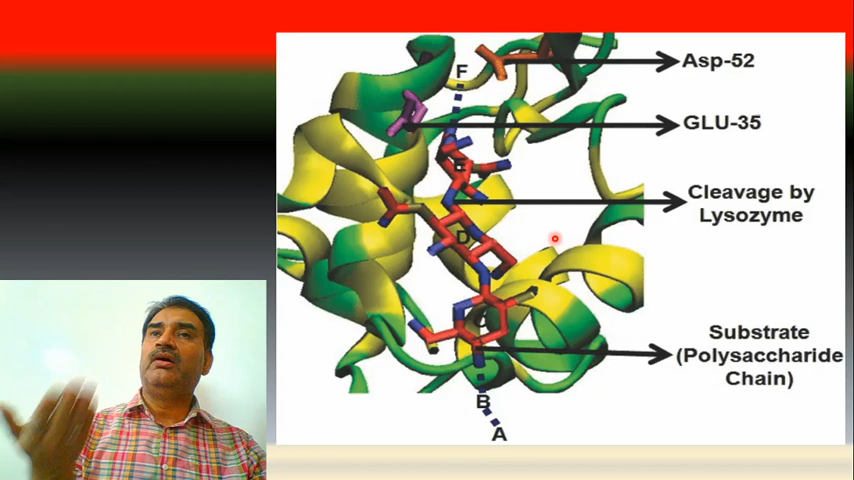 F
Asp-52
GLU-35
E
Cleavage by
Lysozyme
D
C
Substrate
(Polysaccharide
Chain)
B
A